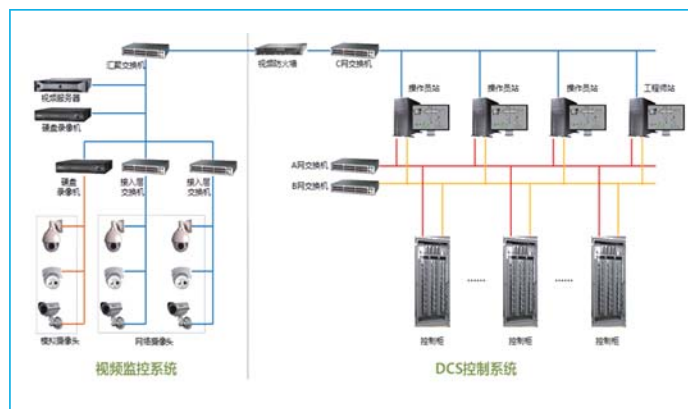 汇聚交换机
视频防火墙
C网交换机
视频服务器
硬盘录像机
操作员站
操作员站
操作员站
工程师站
硬盘
录像机
接入层
交换机
接入层
交换机
A网交换机
B网交换机
......
......
模拟摄像头
网络摄像头
控制柜
控制柜
控制柜
视频监控系统
DCS控制系统